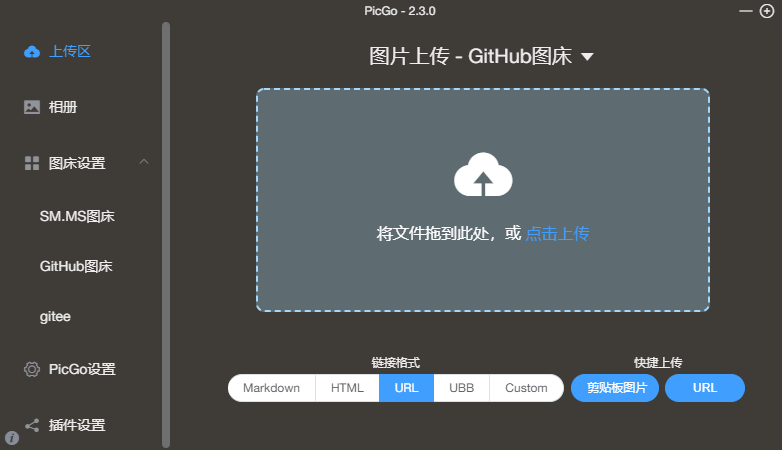 PicGo - 2.3.0
上传区
相册
图床设置
SM.MS图床
GitHub图床
gitee
PicGo设置
插件设置
图片上传 - GitHub图床
将文件拖到此处，或 点击上传
链接格式
Markdown HTML URL UBB Custom
快捷上传
剪贴板图片 URL